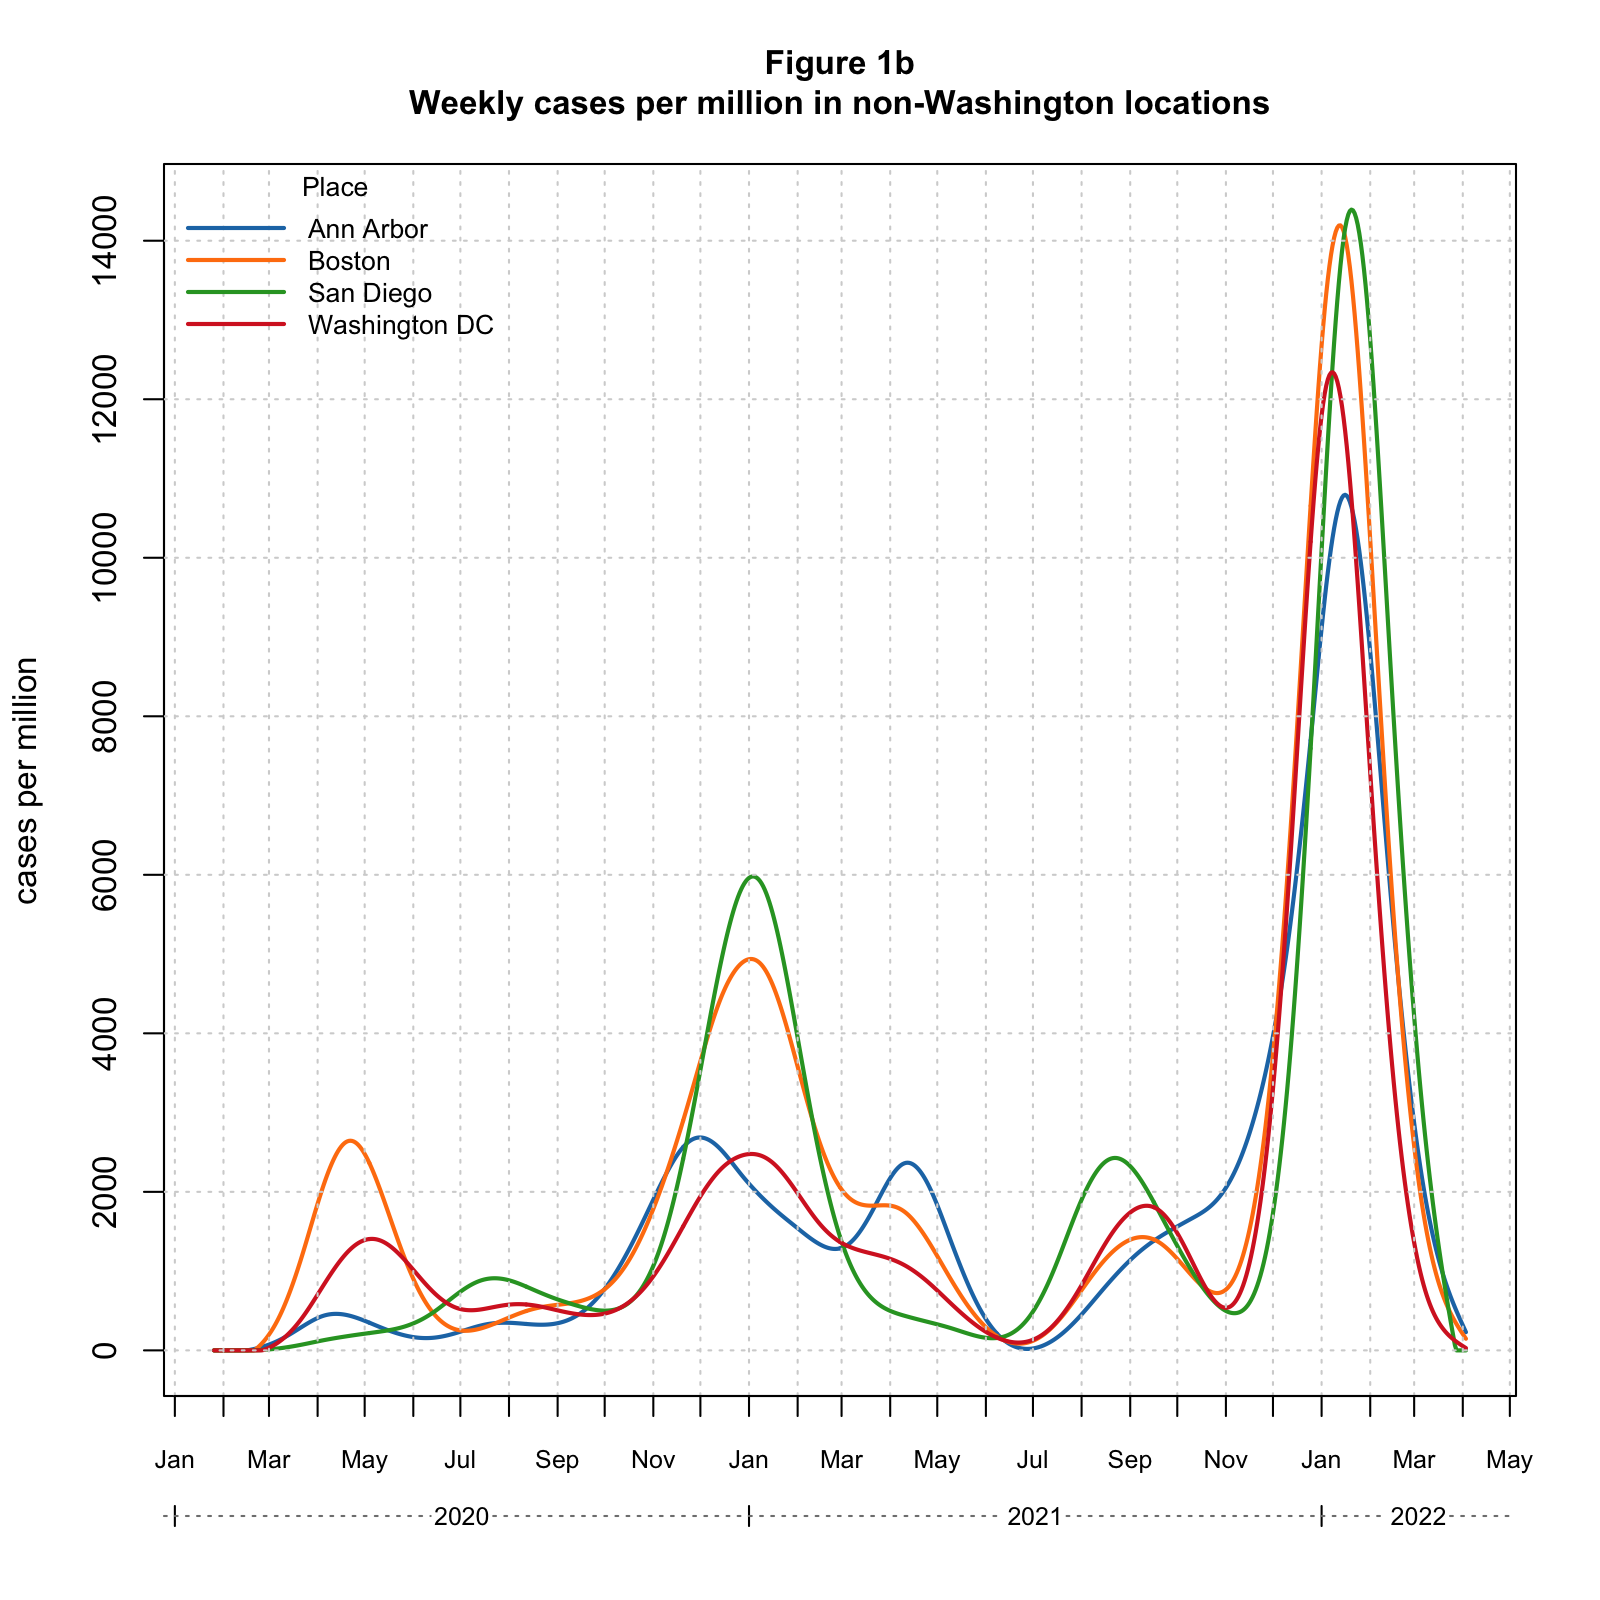 Figure 1b
Weekly cases per million in non-Washington locations
Place
Ann Arbor
Boston
San Diego
Washington DC
cases per million
14000
12000
10000
8000
6000
4000
2000
0
Jan Mar May Jul Sep Nov Jan Mar May Jul Sep Nov Jan Mar May
2020 2021 2022